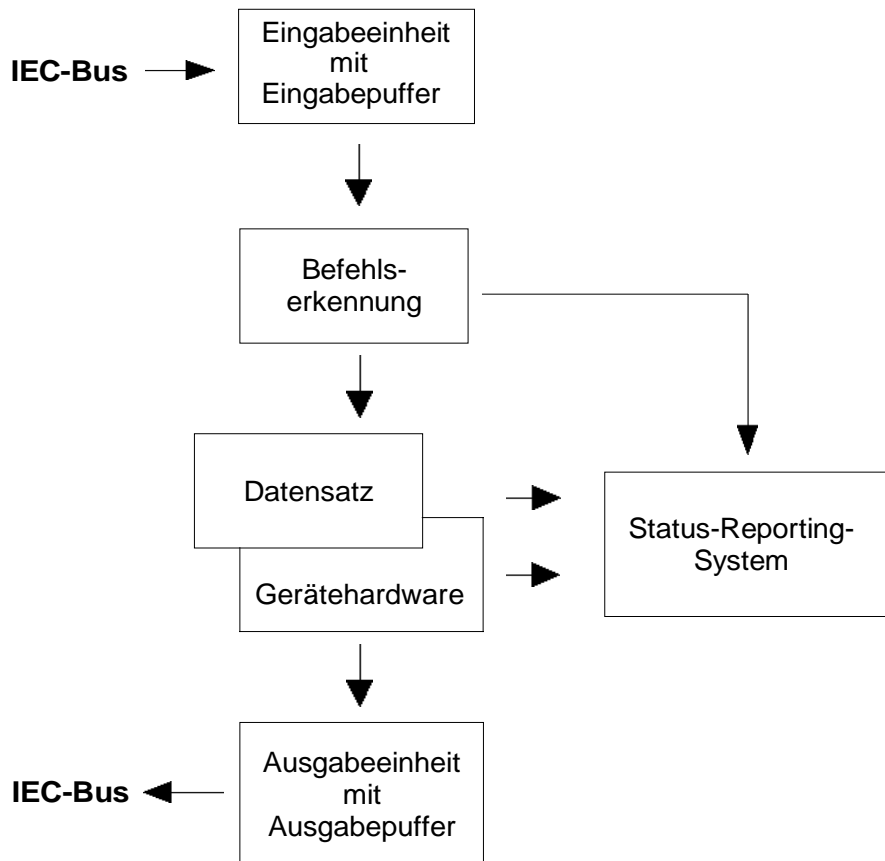 Eingabeeinheit
mit
Eingabepuffer
IEC-Bus
Befehls-
erkennung
Datensatz
Gerätehardware
Status-Reporting-
System
Ausgabeeinheit
mit
Ausgabepuffer
IEC-Bus